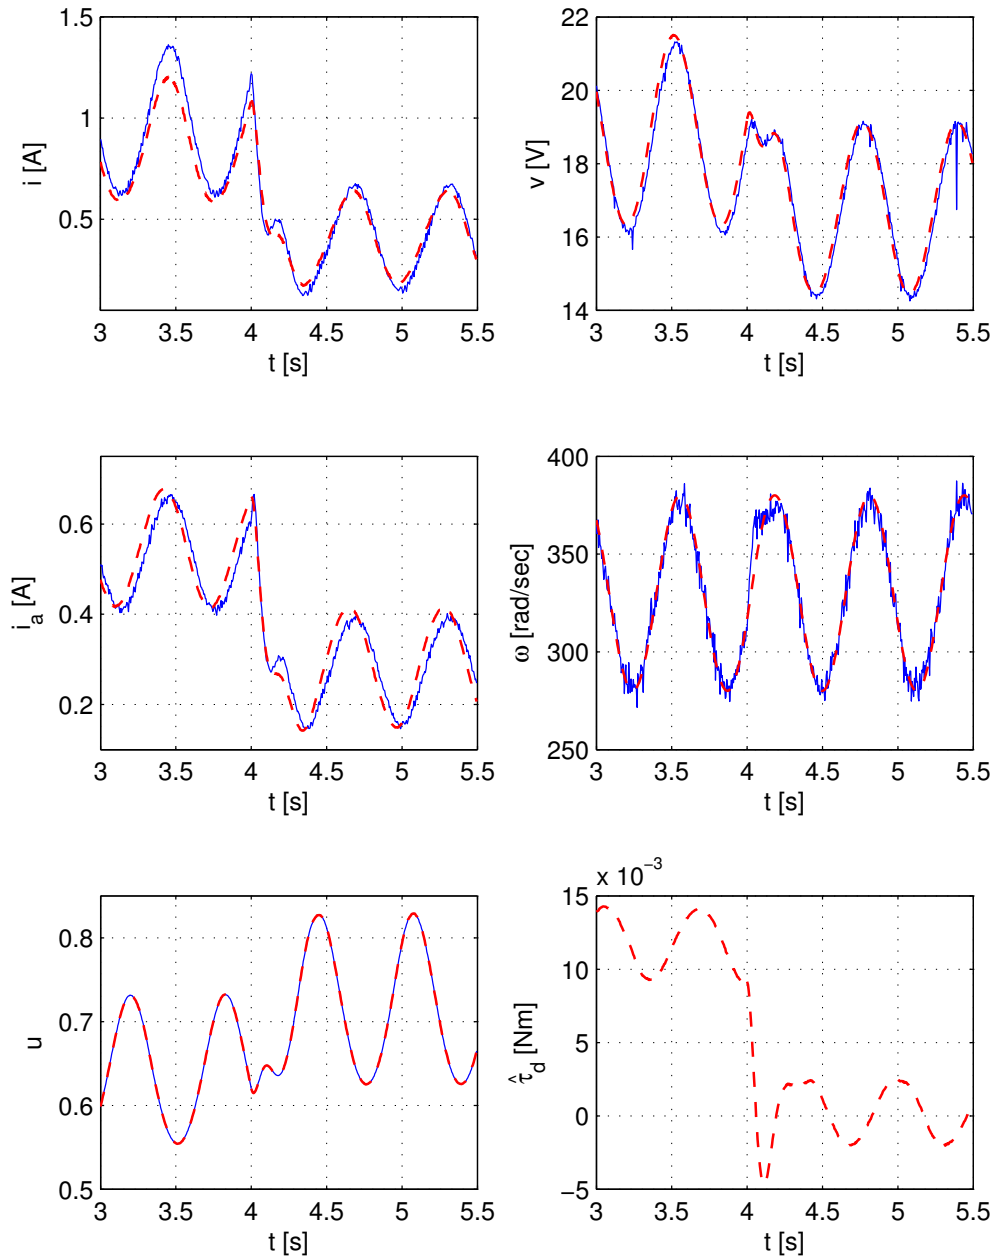 1.5
1
0.5
i [A]
3 3.5 4 4.5 5 5.5
t [s]
22
20
18
16
14
v [V]
3 3.5 4 4.5 5 5.5
t [s]
0.6
0.4
0.2
i_a [A]
3 3.5 4 4.5 5 5.5
t [s]
400
350
300
250
ω [rad/sec]
3 3.5 4 4.5 5 5.5
t [s]
0.8
0.7
0.6
0.5
u
3 3.5 4 4.5 5 5.5
t [s]
x 10⁻³
15
10
5
0
−5
τ̂_d [Nm]
3 3.5 4 4.5 5 5.5
t [s]